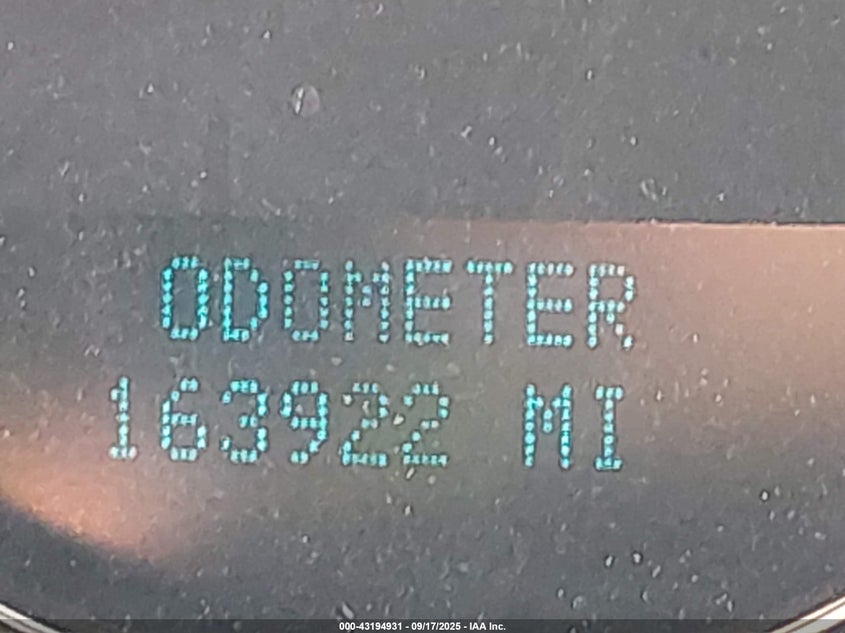 ODOMETER
163922 MI
000-43194931 - 09/17/2025 - IAA Inc.